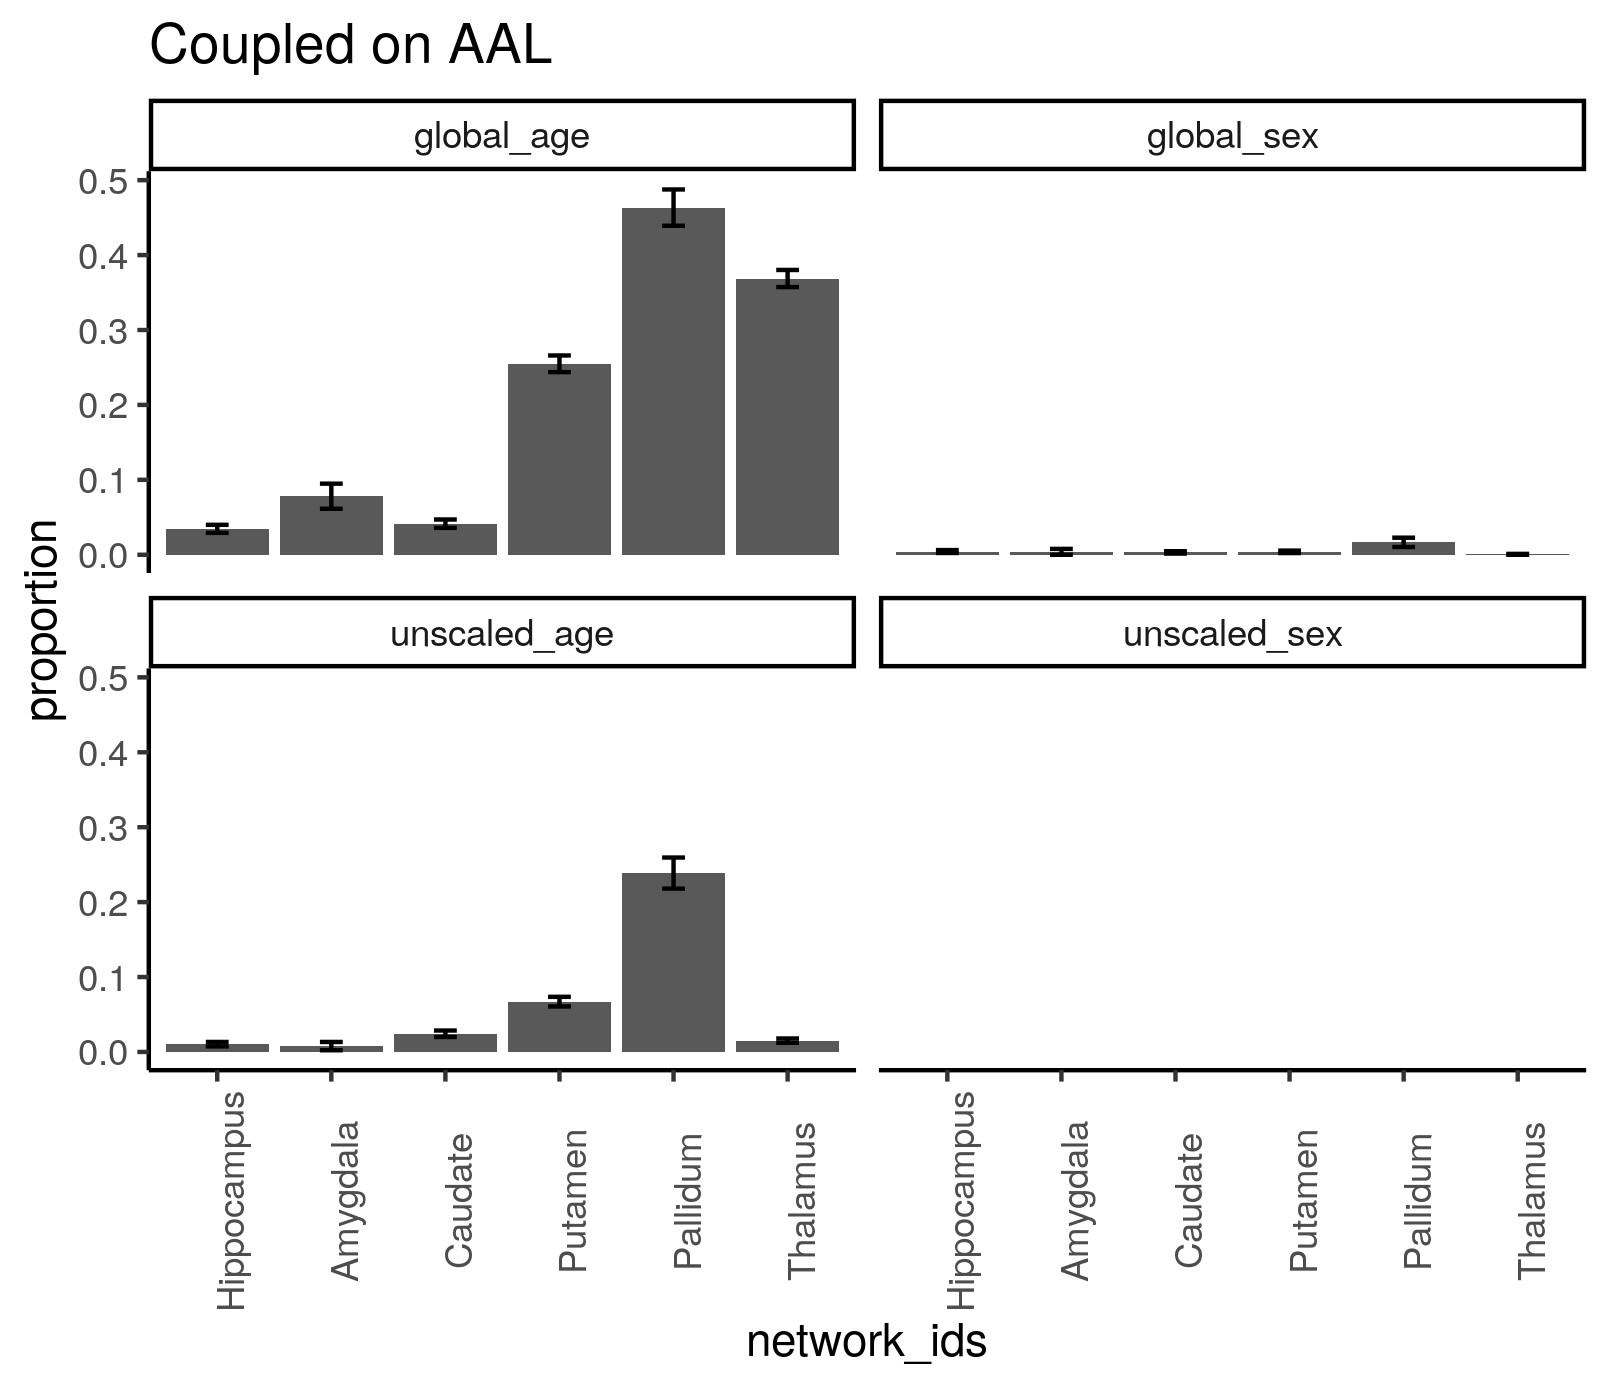 Coupled on AAL
global_age
global_sex
0.5
0.4
0.3
0.2
0.1
0.0
unscaled_age
unscaled_sex
0.5
0.4
0.3
0.2
0.1
0.0
proportion
Hippocampus
Amygdala
Caudate
Putamen
Pallidum
Thalamus
Hippocampus
Amygdala
Caudate
Putamen
Pallidum
Thalamus
network_ids